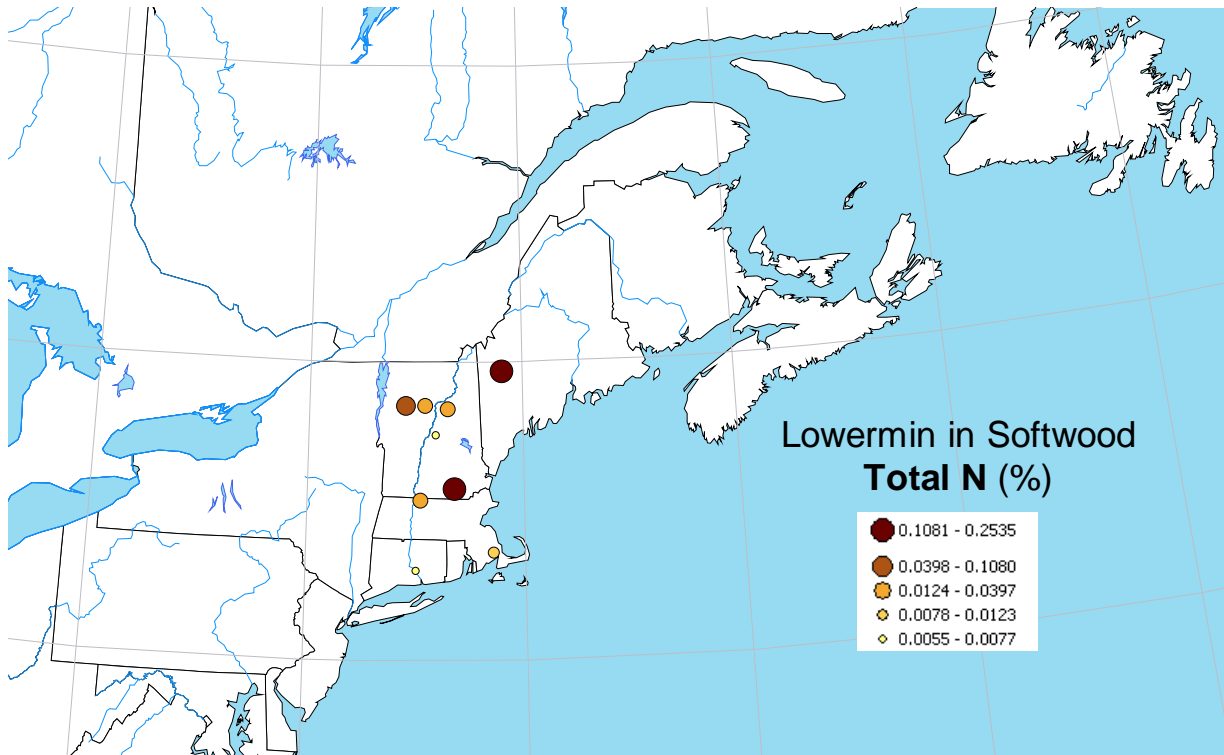 Lowermin in Softwood
Total N (%)
0.1081 - 0.2535
0.0398 - 0.1080
0.0124 - 0.0397
0.0078 - 0.0123
0.0055 - 0.0077